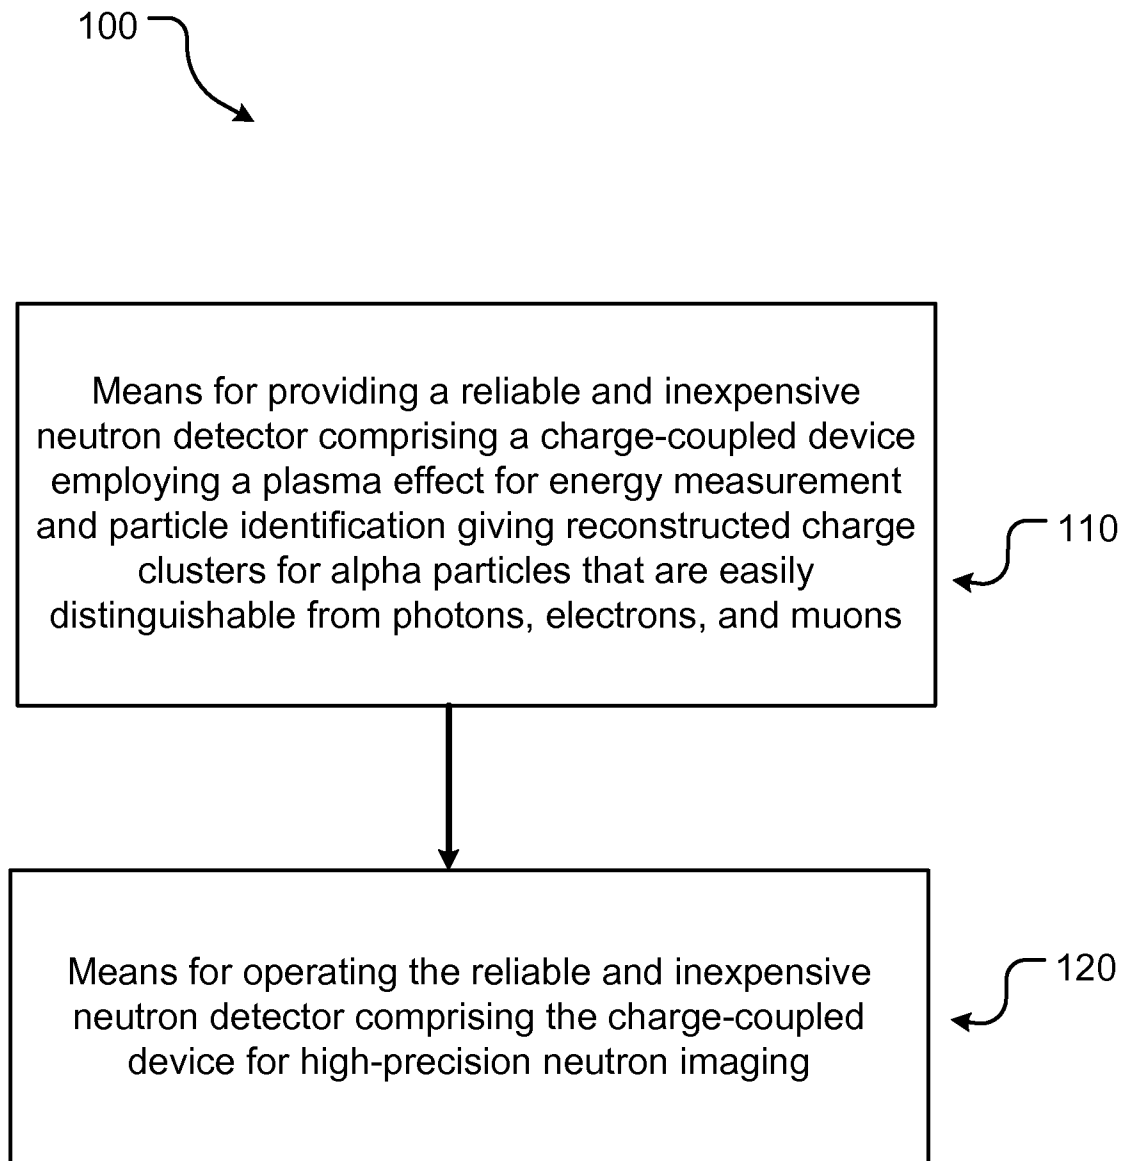 100
Means for providing a reliable and inexpensive
neutron detector comprising a charge-coupled device
employing a plasma effect for energy measurement
and particle identification giving reconstructed charge
clusters for alpha particles that are easily
distinguishable from photons, electrons, and muons
110
Means for operating the reliable and inexpensive
neutron detector comprising the charge-coupled
device for high-precision neutron imaging
120